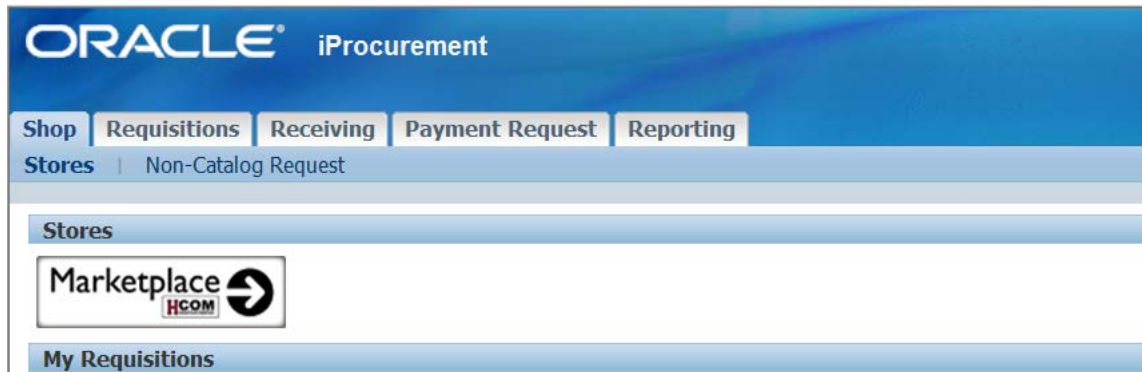 ORACLE® iProcurement
Shop Requisitions Receiving Payment Request Reporting
Stores | Non-Catalog Request
Stores
Marketplace
HCOM
My Requisitions